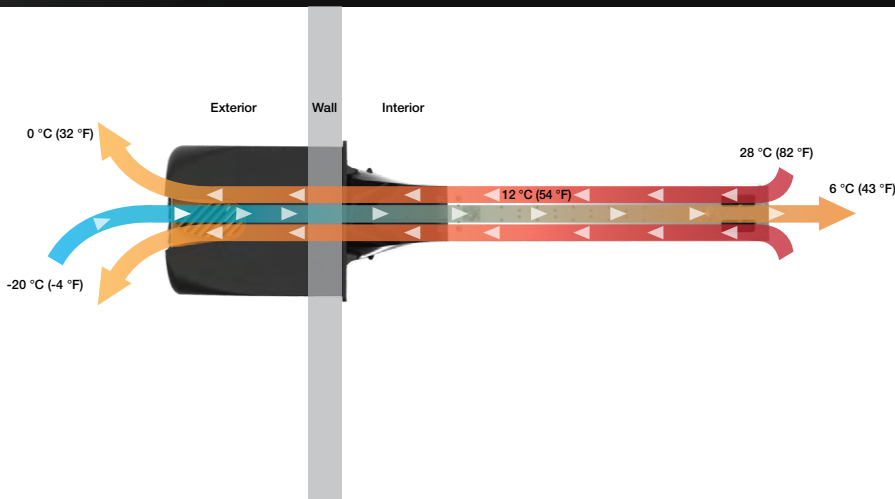 Exterior
Wall
Interior
0 °C (32 °F)
28 °C (82 °F)
12 °C (54 °F)
6 °C (43 °F)
-20 °C (-4 °F)